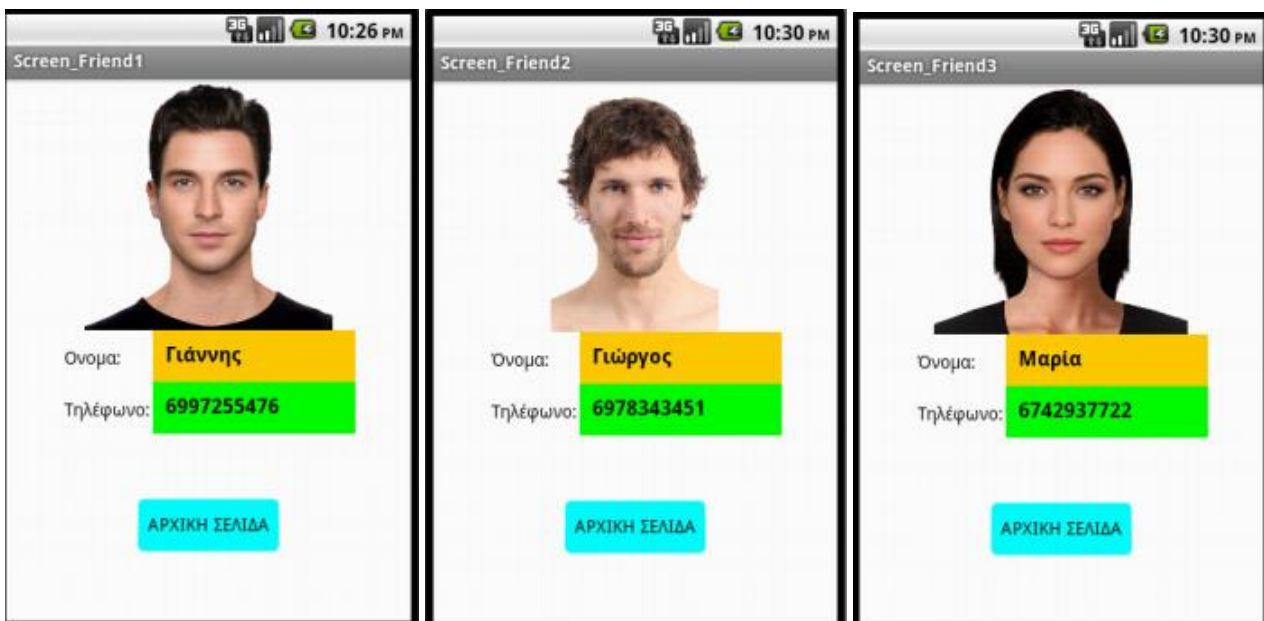 10:26 PM
Screen_Friend1
Ονομα: Γιάννης
Τηλέφωνο: 6997255476
ΑΡΧΙΚΗ ΣΕΛΙΔΑ
10:30 PM
Screen_Friend2
Όνομα: Γιώργος
Τηλέφωνο: 6978343451
ΑΡΧΙΚΗ ΣΕΛΙΔΑ
10:30 PM
Screen_Friend3
Όνομα: Μαρία
Τηλέφωνο: 6742937722
ΑΡΧΙΚΗ ΣΕΛΙΔΑ